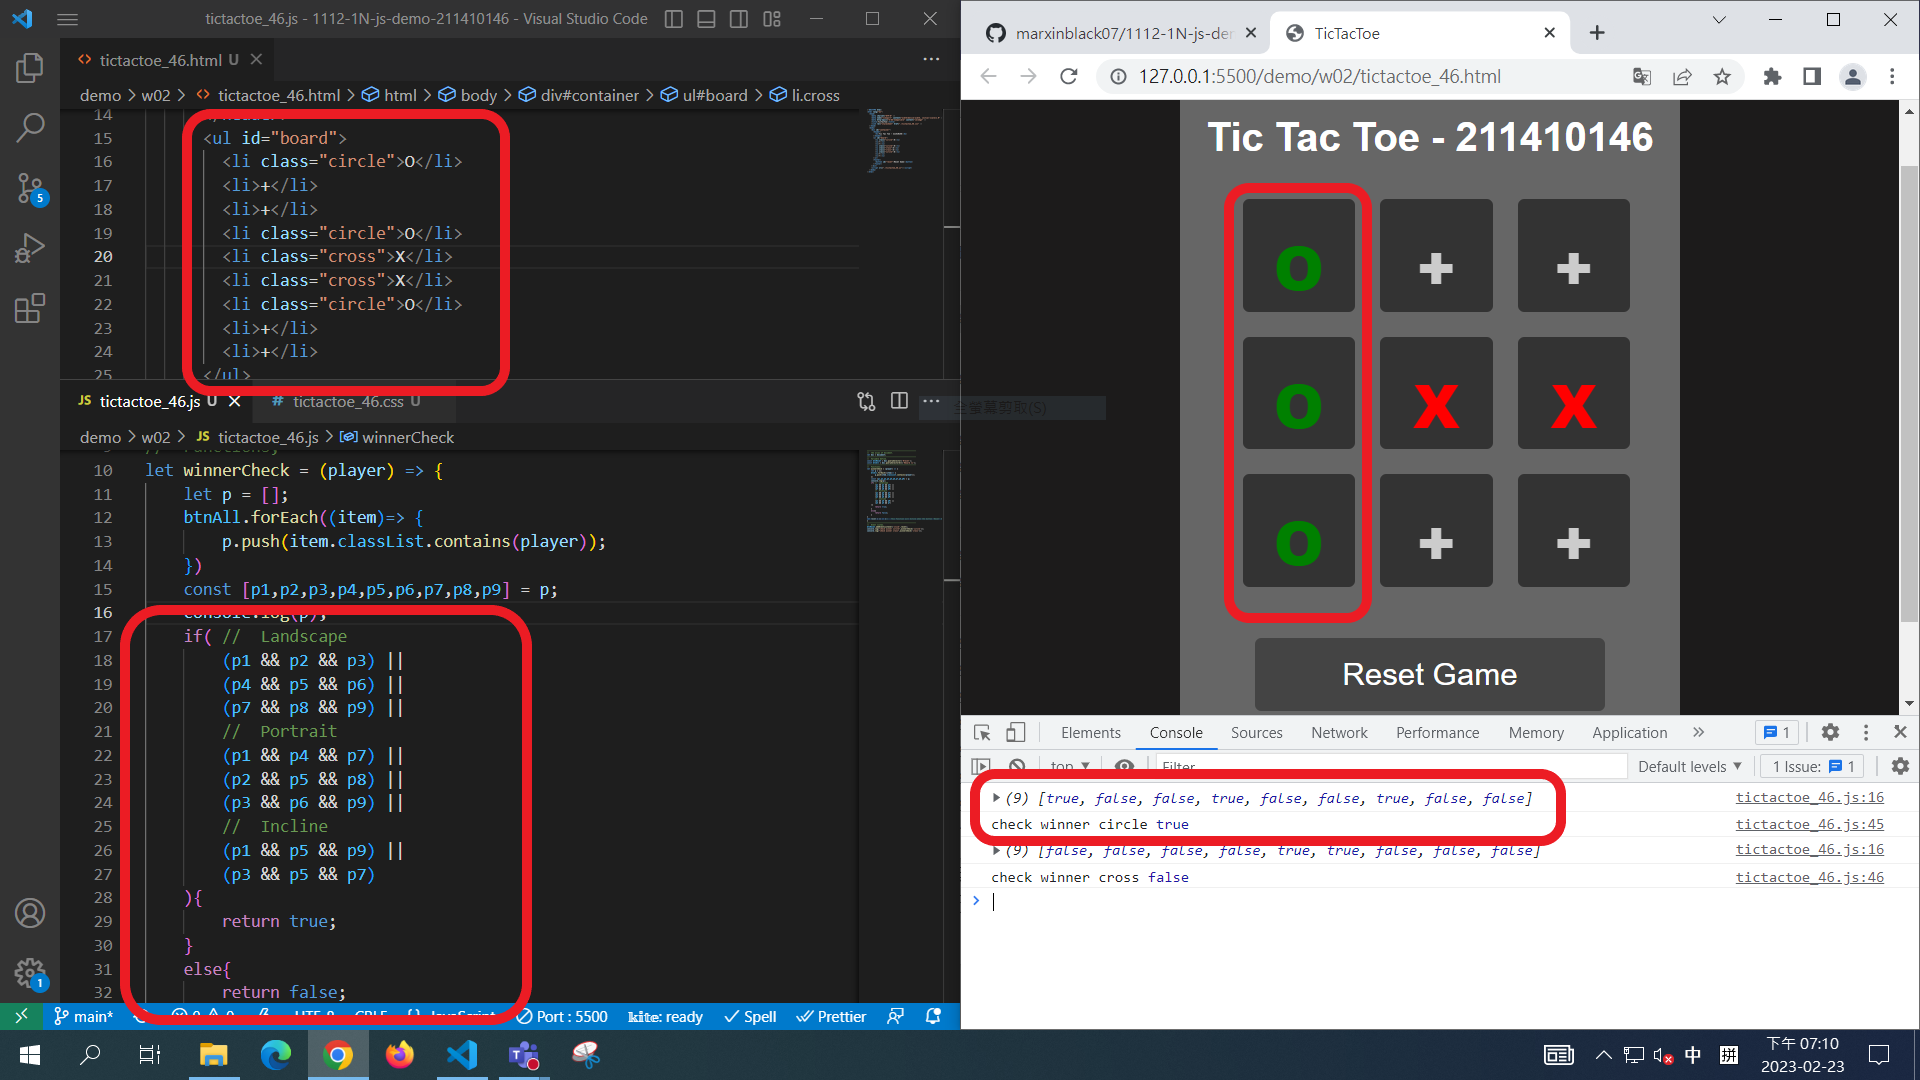 tictactoe_46.js - 1112-1N-js-demo-211410146 - Visual Studio Code
tictactoe_46.html U
demo > w02 > <> tictactoe_46.html > html > body > div#container > ul#board > li.cross
14
15 <ul id="board">
16 <li class="circle">O</li>
17 <li>+</li>
18 <li>+</li>
19 <li class="circle">O</li>
20 <li class="cross">X</li>
21 <li class="cross">X</li>
22 <li class="circle">O</li>
23 <li>+</li>
24 <li>+</li>
25 </ul>
JS tictactoe_46.js U # tictactoe_46.css U
全螢幕剪取(S)
demo > w02 > JS tictactoe_46.js > winnerCheck
10 let winnerCheck = (player) => {
11 let p = [];
12 btnAll.forEach((item)=> {
13 p.push(item.classList.contains(player));
14 })
15 const [p1,p2,p3,p4,p5,p6,p7,p8,p9] = p;
16 console.log(p);
17 if( // Landscape
18 (p1 && p2 && p3) ||
19 (p4 && p5 && p6) ||
20 (p7 && p8 && p9) ||
21 // Portrait
22 (p1 && p4 && p7) ||
23 (p2 && p5 && p8) ||
24 (p3 && p6 && p9) ||
25 // Incline
26 (p1 && p5 && p9) ||
27 (p3 && p5 && p7)
28 ){
29 return true;
30 }
31 else{
32 return false;
5
1
main* Port : 5500 kite: ready Spell Prettier
marxinblack07/1112-1N-js-de
TicTacToe
127.0.0.1:5500/demo/w02/tictactoe_46.html
Tic Tac Toe - 211410146
O + +
O X X
O + +
Reset Game
Elements Console Sources Network Performance Memory Application 1
top Filter Default levels 1 Issue: 1
(9) [true, false, false, true, false, false, true, false, false] tictactoe_46.js:16
check winner circle true tictactoe_46.js:45
(9) [false, false, false, false, true, true, false, false, false] tictactoe_46.js:16
check winner cross false tictactoe_46.js:46
中 拼
下午 07:10
2023-02-23